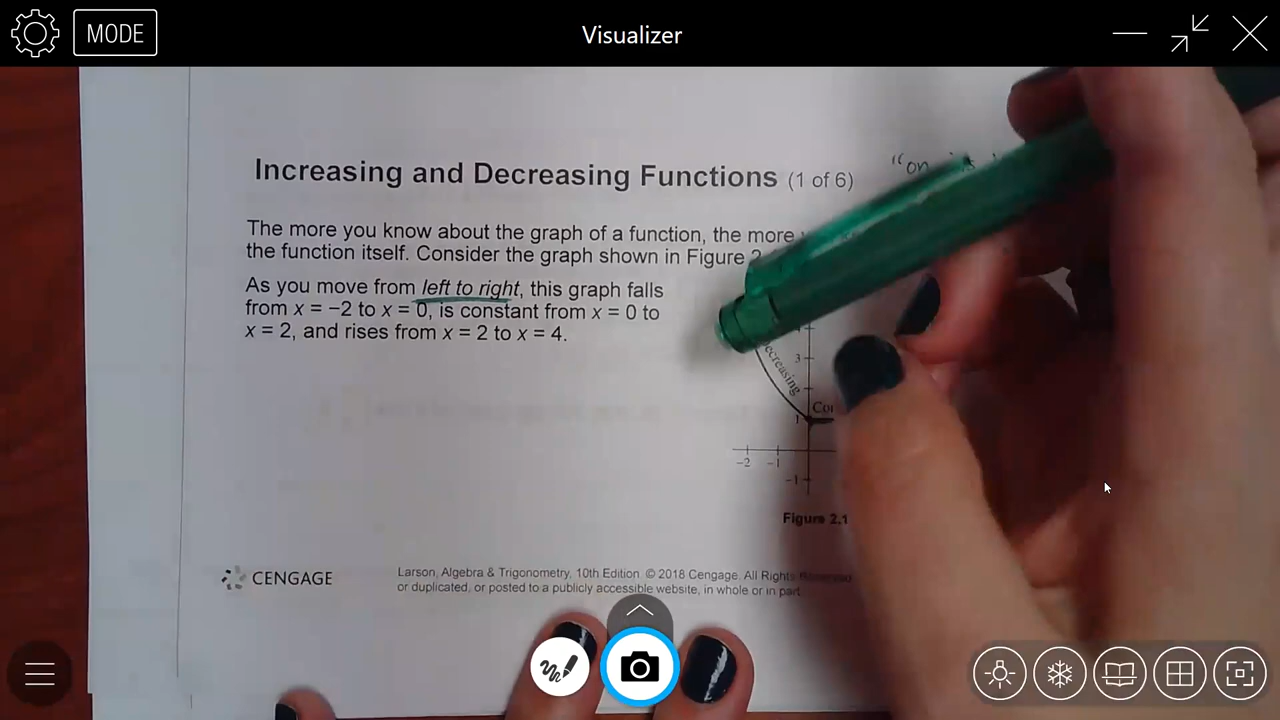 MODE
Visualizer
"on
Increasing and Decreasing Functions (1 of 6)
The more you know about the graph of a function, the more
the function itself. Consider the graph shown in Figure
As you move from left to right, this graph falls
from x = −2 to x = 0, is constant from x = 0 to
x = 2, and rises from x = 2 to x = 4.
3
1
-2
-1
-1
Figure 2.1
CENGAGE
Larson, Algebra & Trigonometry, 10th Edition. © 2018 Cengage. All Rights
or duplicated, or posted to a publicly accessible website, in whole or in part.